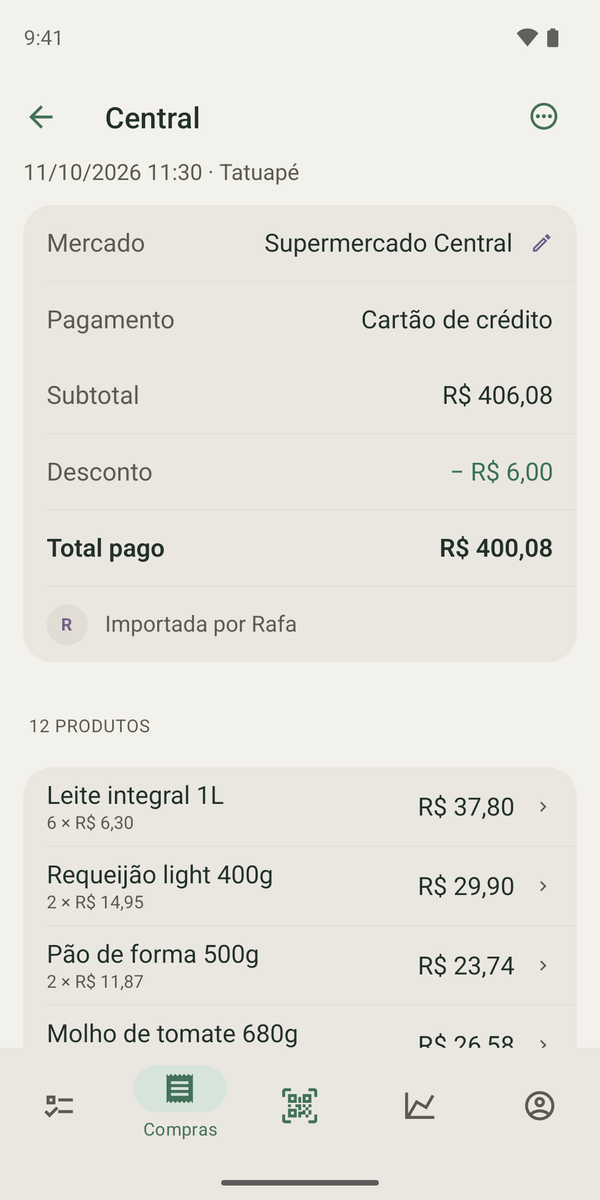 9:41
Central
11/10/2026 11:30 · Tatuapé
Mercado Supermercado Central
Pagamento Cartão de crédito
Subtotal R$ 406,08
Desconto − R$ 6,00
Total pago R$ 400,08
R Importada por Rafa
12 PRODUTOS
Leite integral 1L R$ 37,80
6 × R$ 6,30
Requeijão light 400g R$ 29,90
2 × R$ 14,95
Pão de forma 500g R$ 23,74
2 × R$ 11,87
Molho de tomate 680g R$ 26,58
Compras